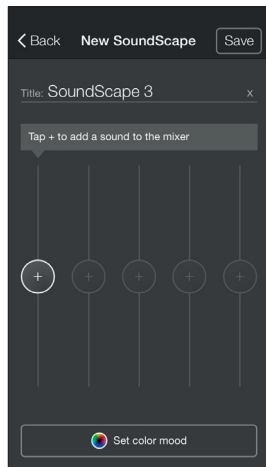 Back New SoundScape Save
Title: SoundScape 3 x
Tap + to add a sound to the mixer
+ + + + +
Set color mood